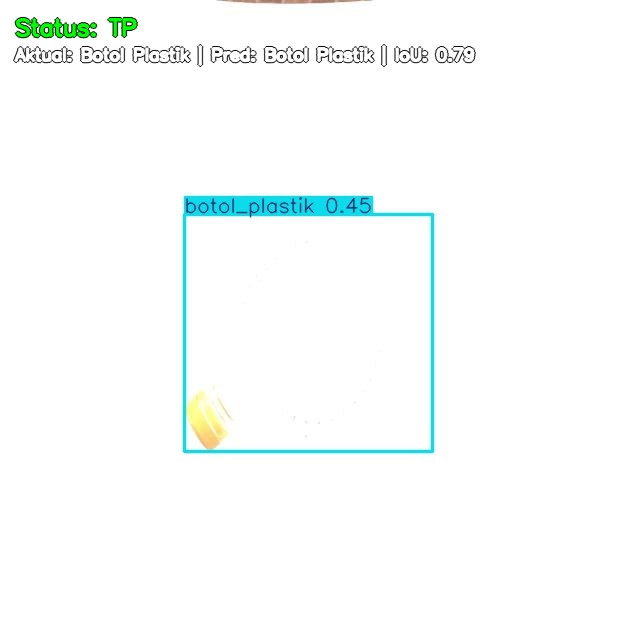 Status: TP
Aktual: Botol Plastik | Pred: Botol Plastik | IoU: 0.79
botol_plastik 0.45